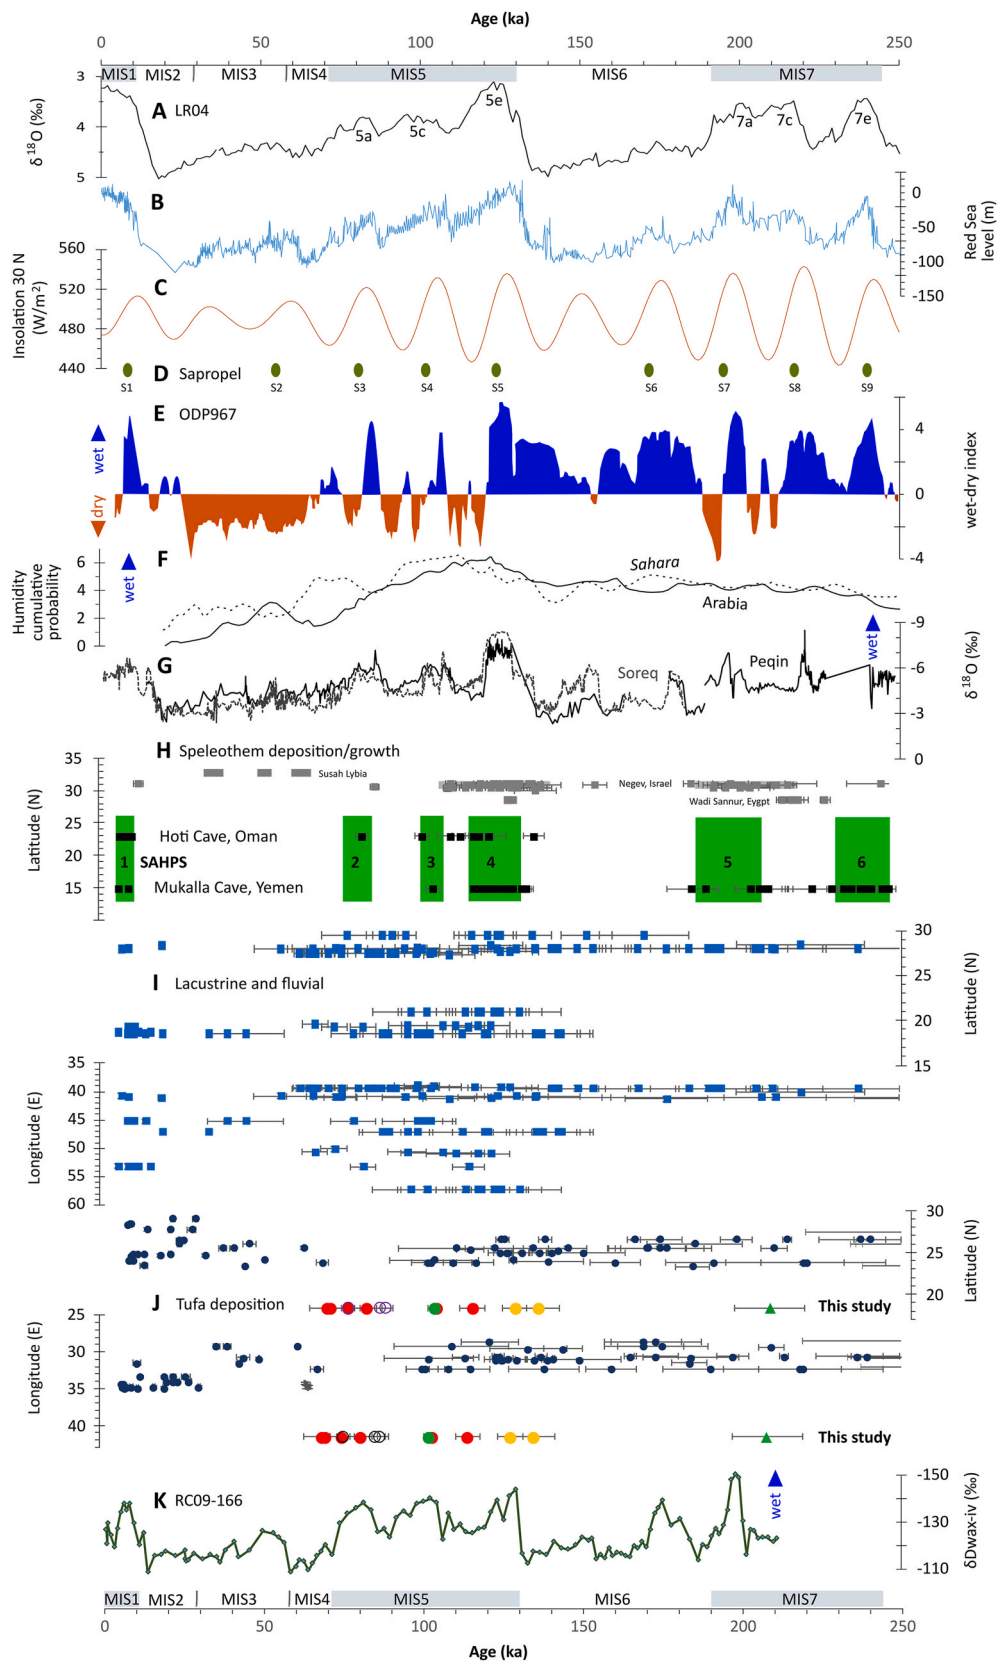 Age (ka)
0 50 100 150 200 250
MIS1 MIS2 MIS3 MIS4 MIS5 MIS6 MIS7
3
4
5
δ18O (‰)
A LR04
5a 5c 5e 7a 7c 7e
B
0
-50
-100
-150
Red Sea
level (m)
560
520
480
440
Insolation 30 N
(W/m2)
C
D Sapropel
S1 S2 S3 S4 S5 S6 S7 S8 S9
E ODP967
wet
dry
4
0
-4
wet-dry index
F
6
4
2
0
Humidity
cumulative
probability
wet
Sahara
Arabia
wet
-9
-6
-3
0
δ18O (‰)
G
Soreq
Peqin
H Speleothem deposition/growth
35
30
25
20
15
Latitude (N)
Susah Lybia
Negev, Israel
Wadi Sannur, Eygpt
Hoti Cave, Oman
1 SAHPS 2 3 4 5 6
Mukalla Cave, Yemen
30
25
20
15
Latitude (N)
I Lacustrine and fluvial
35
40
45
50
55
60
Longitude (E)
30
25
20
Latitude (N)
J Tufa deposition
This study
25
30
35
40
Longitude (E)
This study
K RC09-166
wet
-150
-130
-110
δDwax-iv (‰)
MIS1 MIS2 MIS3 MIS4 MIS5 MIS6 MIS7
0 50 100 150 200 250
Age (ka)